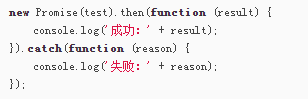 new Promise(test).then(function (result) {
    console.log('成功：' + result);
}).catch(function (reason) {
    console.log('失败：' + reason);
});